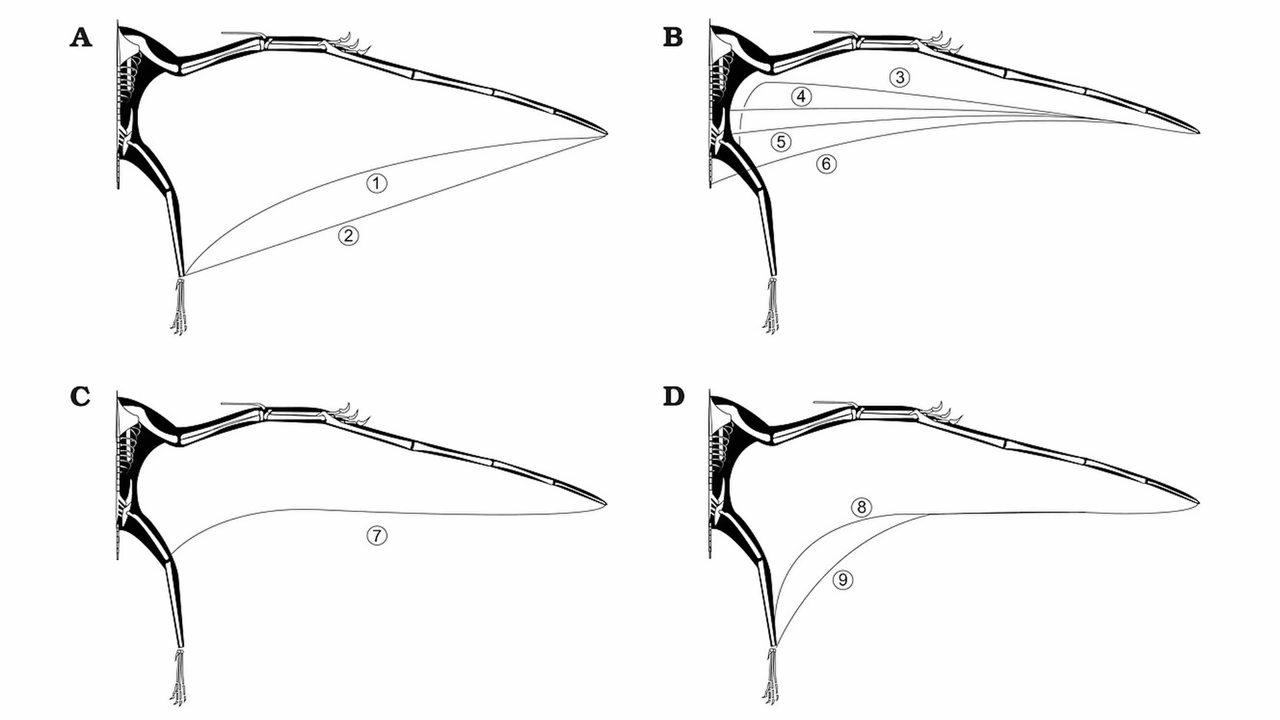 A
①
②
B
③
④
⑤
⑥
C
⑦
D
⑧
⑨